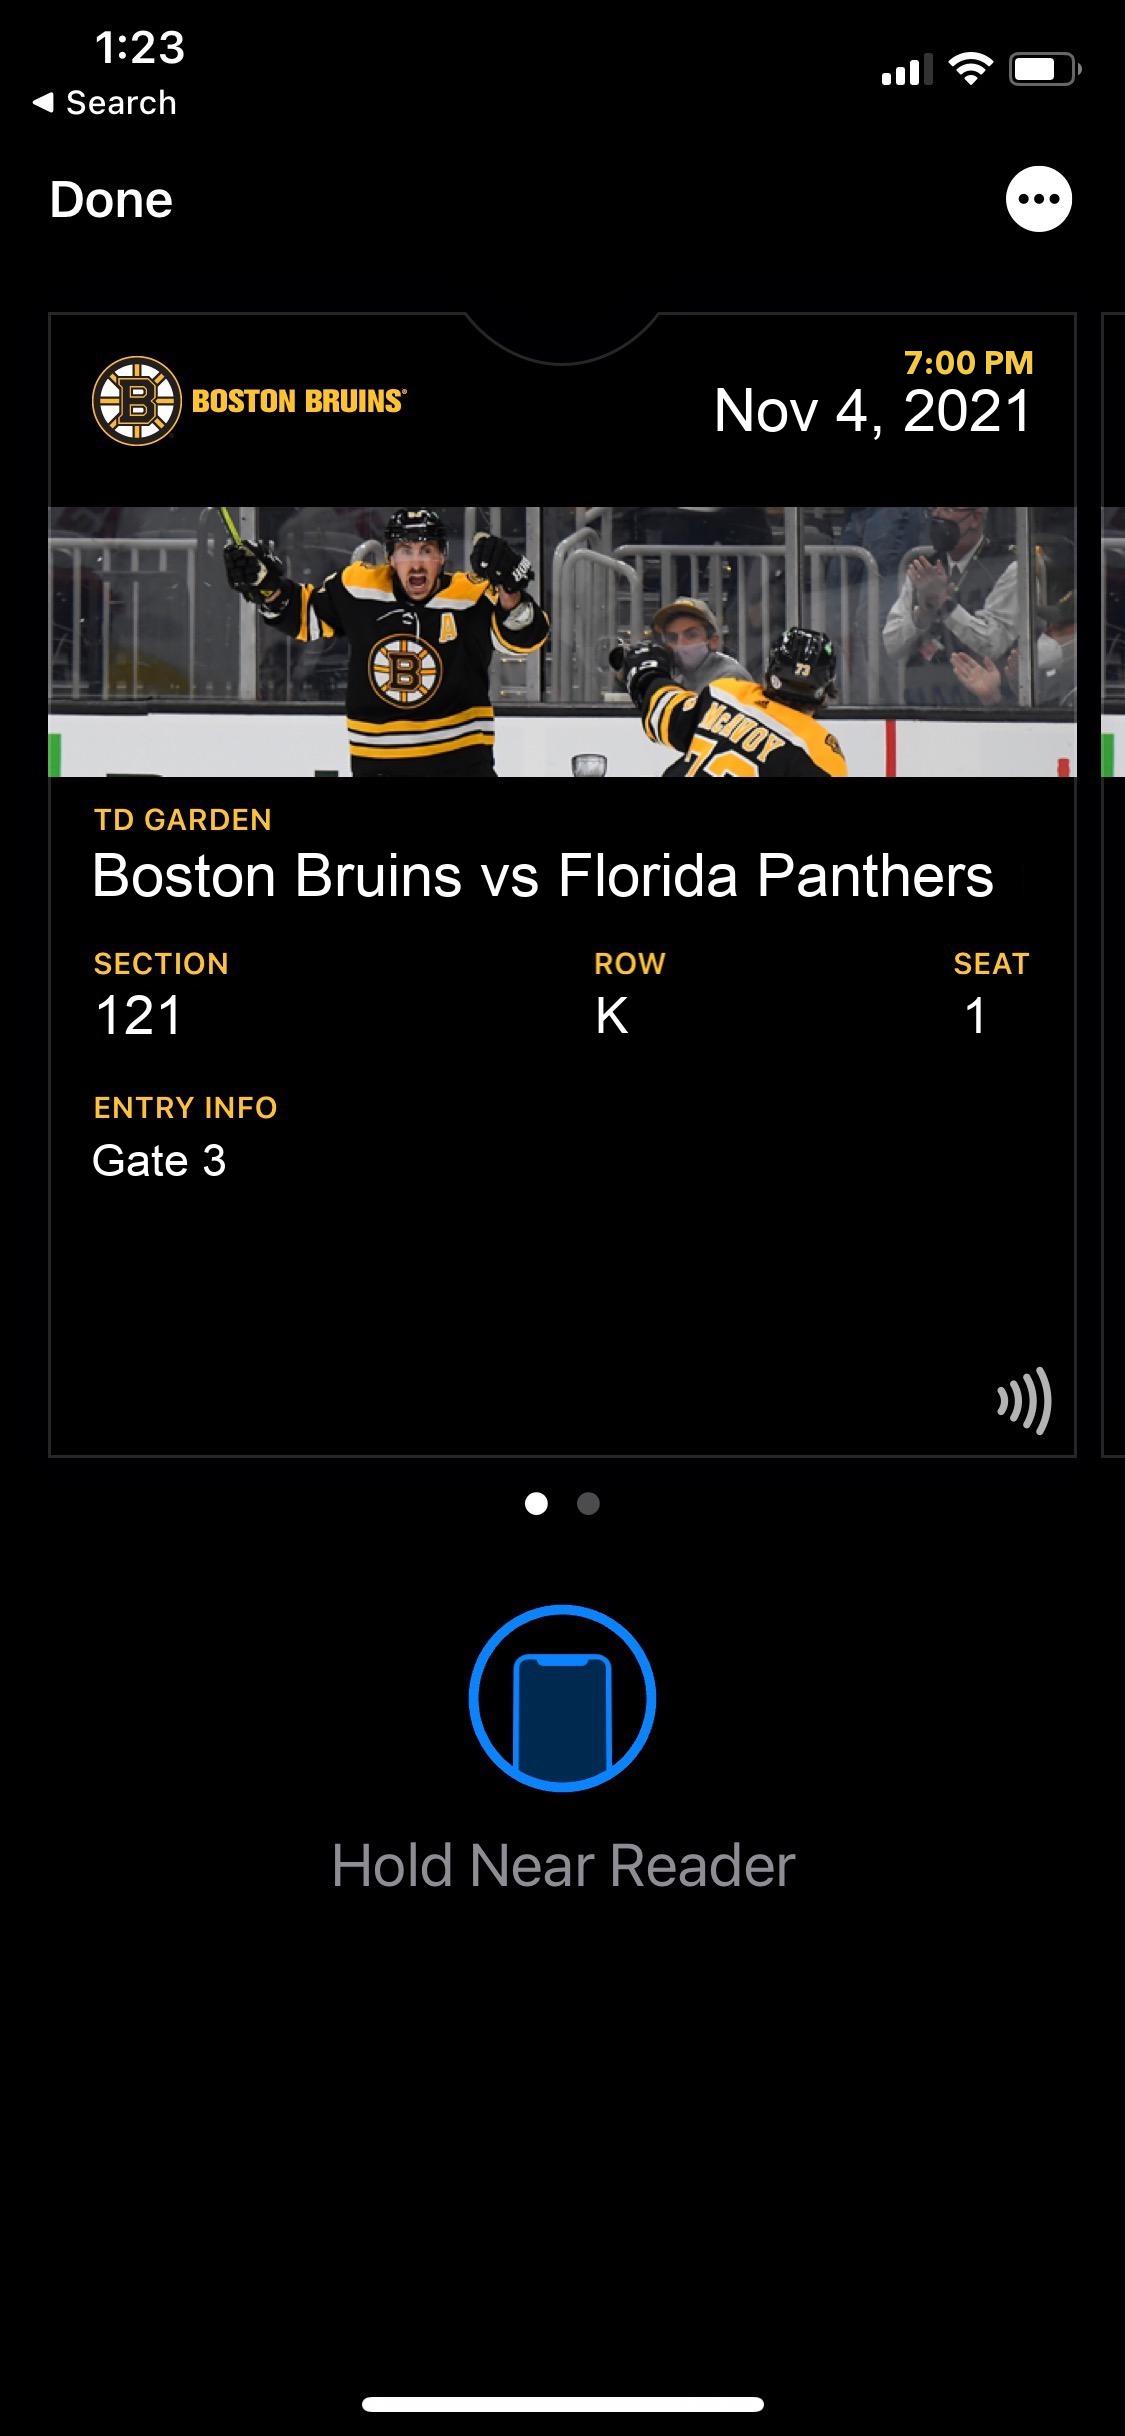 1:23
◀ Search
Done
BOSTON BRUINS
7:00 PM
Nov 4, 2021
B
A
B
73
McAVOY
73
TD GARDEN
Boston Bruins vs Florida Panthers
SECTION
ROW
SEAT
121
K
1
ENTRY INFO
Gate 3
Hold Near Reader